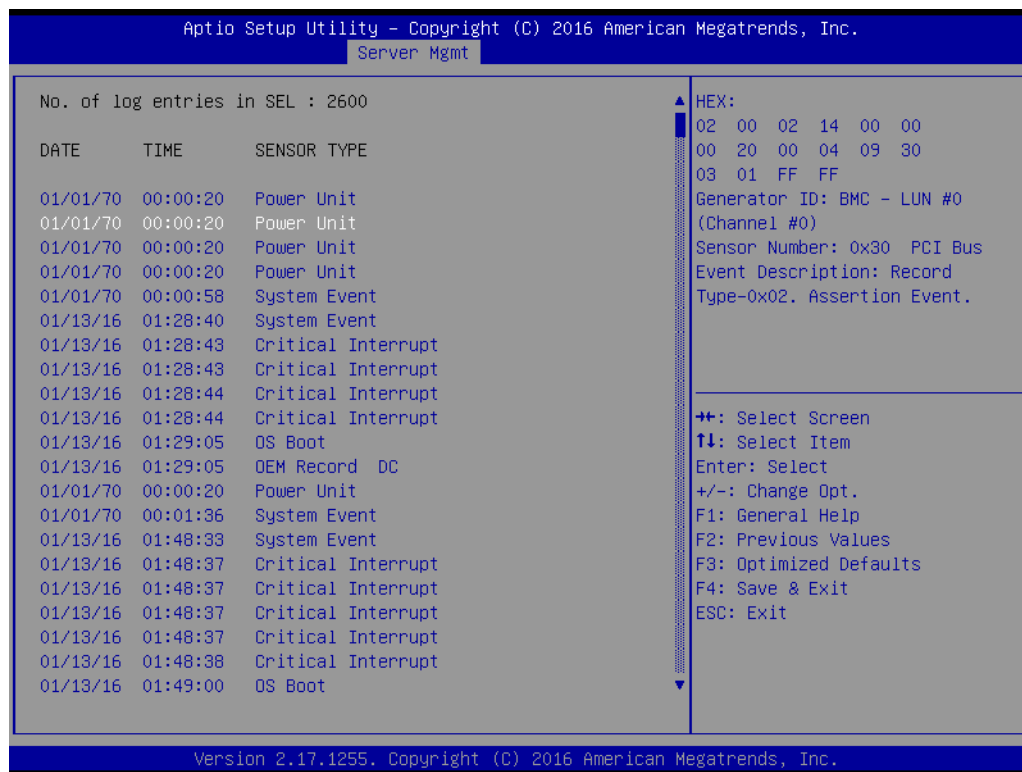 Aptio Setup Utility – Copyright (C) 2016 American Megatrends, Inc.
Server Mgmt
No. of log entries in SEL : 2600
DATE TIME SENSOR TYPE
01/01/70 00:00:20 Power Unit
01/01/70 00:00:20 Power Unit
01/01/70 00:00:20 Power Unit
01/01/70 00:00:20 Power Unit
01/01/70 00:00:58 System Event
01/13/16 01:28:40 System Event
01/13/16 01:28:43 Critical Interrupt
01/13/16 01:28:43 Critical Interrupt
01/13/16 01:28:44 Critical Interrupt
01/13/16 01:28:44 Critical Interrupt
01/13/16 01:29:05 OS Boot
01/13/16 01:29:05 OEM Record DC
01/01/70 00:00:20 Power Unit
01/01/70 00:01:36 System Event
01/13/16 01:48:33 System Event
01/13/16 01:48:37 Critical Interrupt
01/13/16 01:48:37 Critical Interrupt
01/13/16 01:48:37 Critical Interrupt
01/13/16 01:48:37 Critical Interrupt
01/13/16 01:48:38 Critical Interrupt
01/13/16 01:49:00 OS Boot
HEX:
02 00 02 14 00 00
00 20 00 04 09 30
03 01 FF FF
Generator ID: BMC – LUN #0
(Channel #0)
Sensor Number: 0x30 PCI Bus
Event Description: Record
Type-0x02. Assertion Event.
→←: Select Screen
↑↓: Select Item
Enter: Select
+/-: Change Opt.
F1: General Help
F2: Previous Values
F3: Optimized Defaults
F4: Save & Exit
ESC: Exit
Version 2.17.1255. Copyright (C) 2016 American Megatrends, Inc.